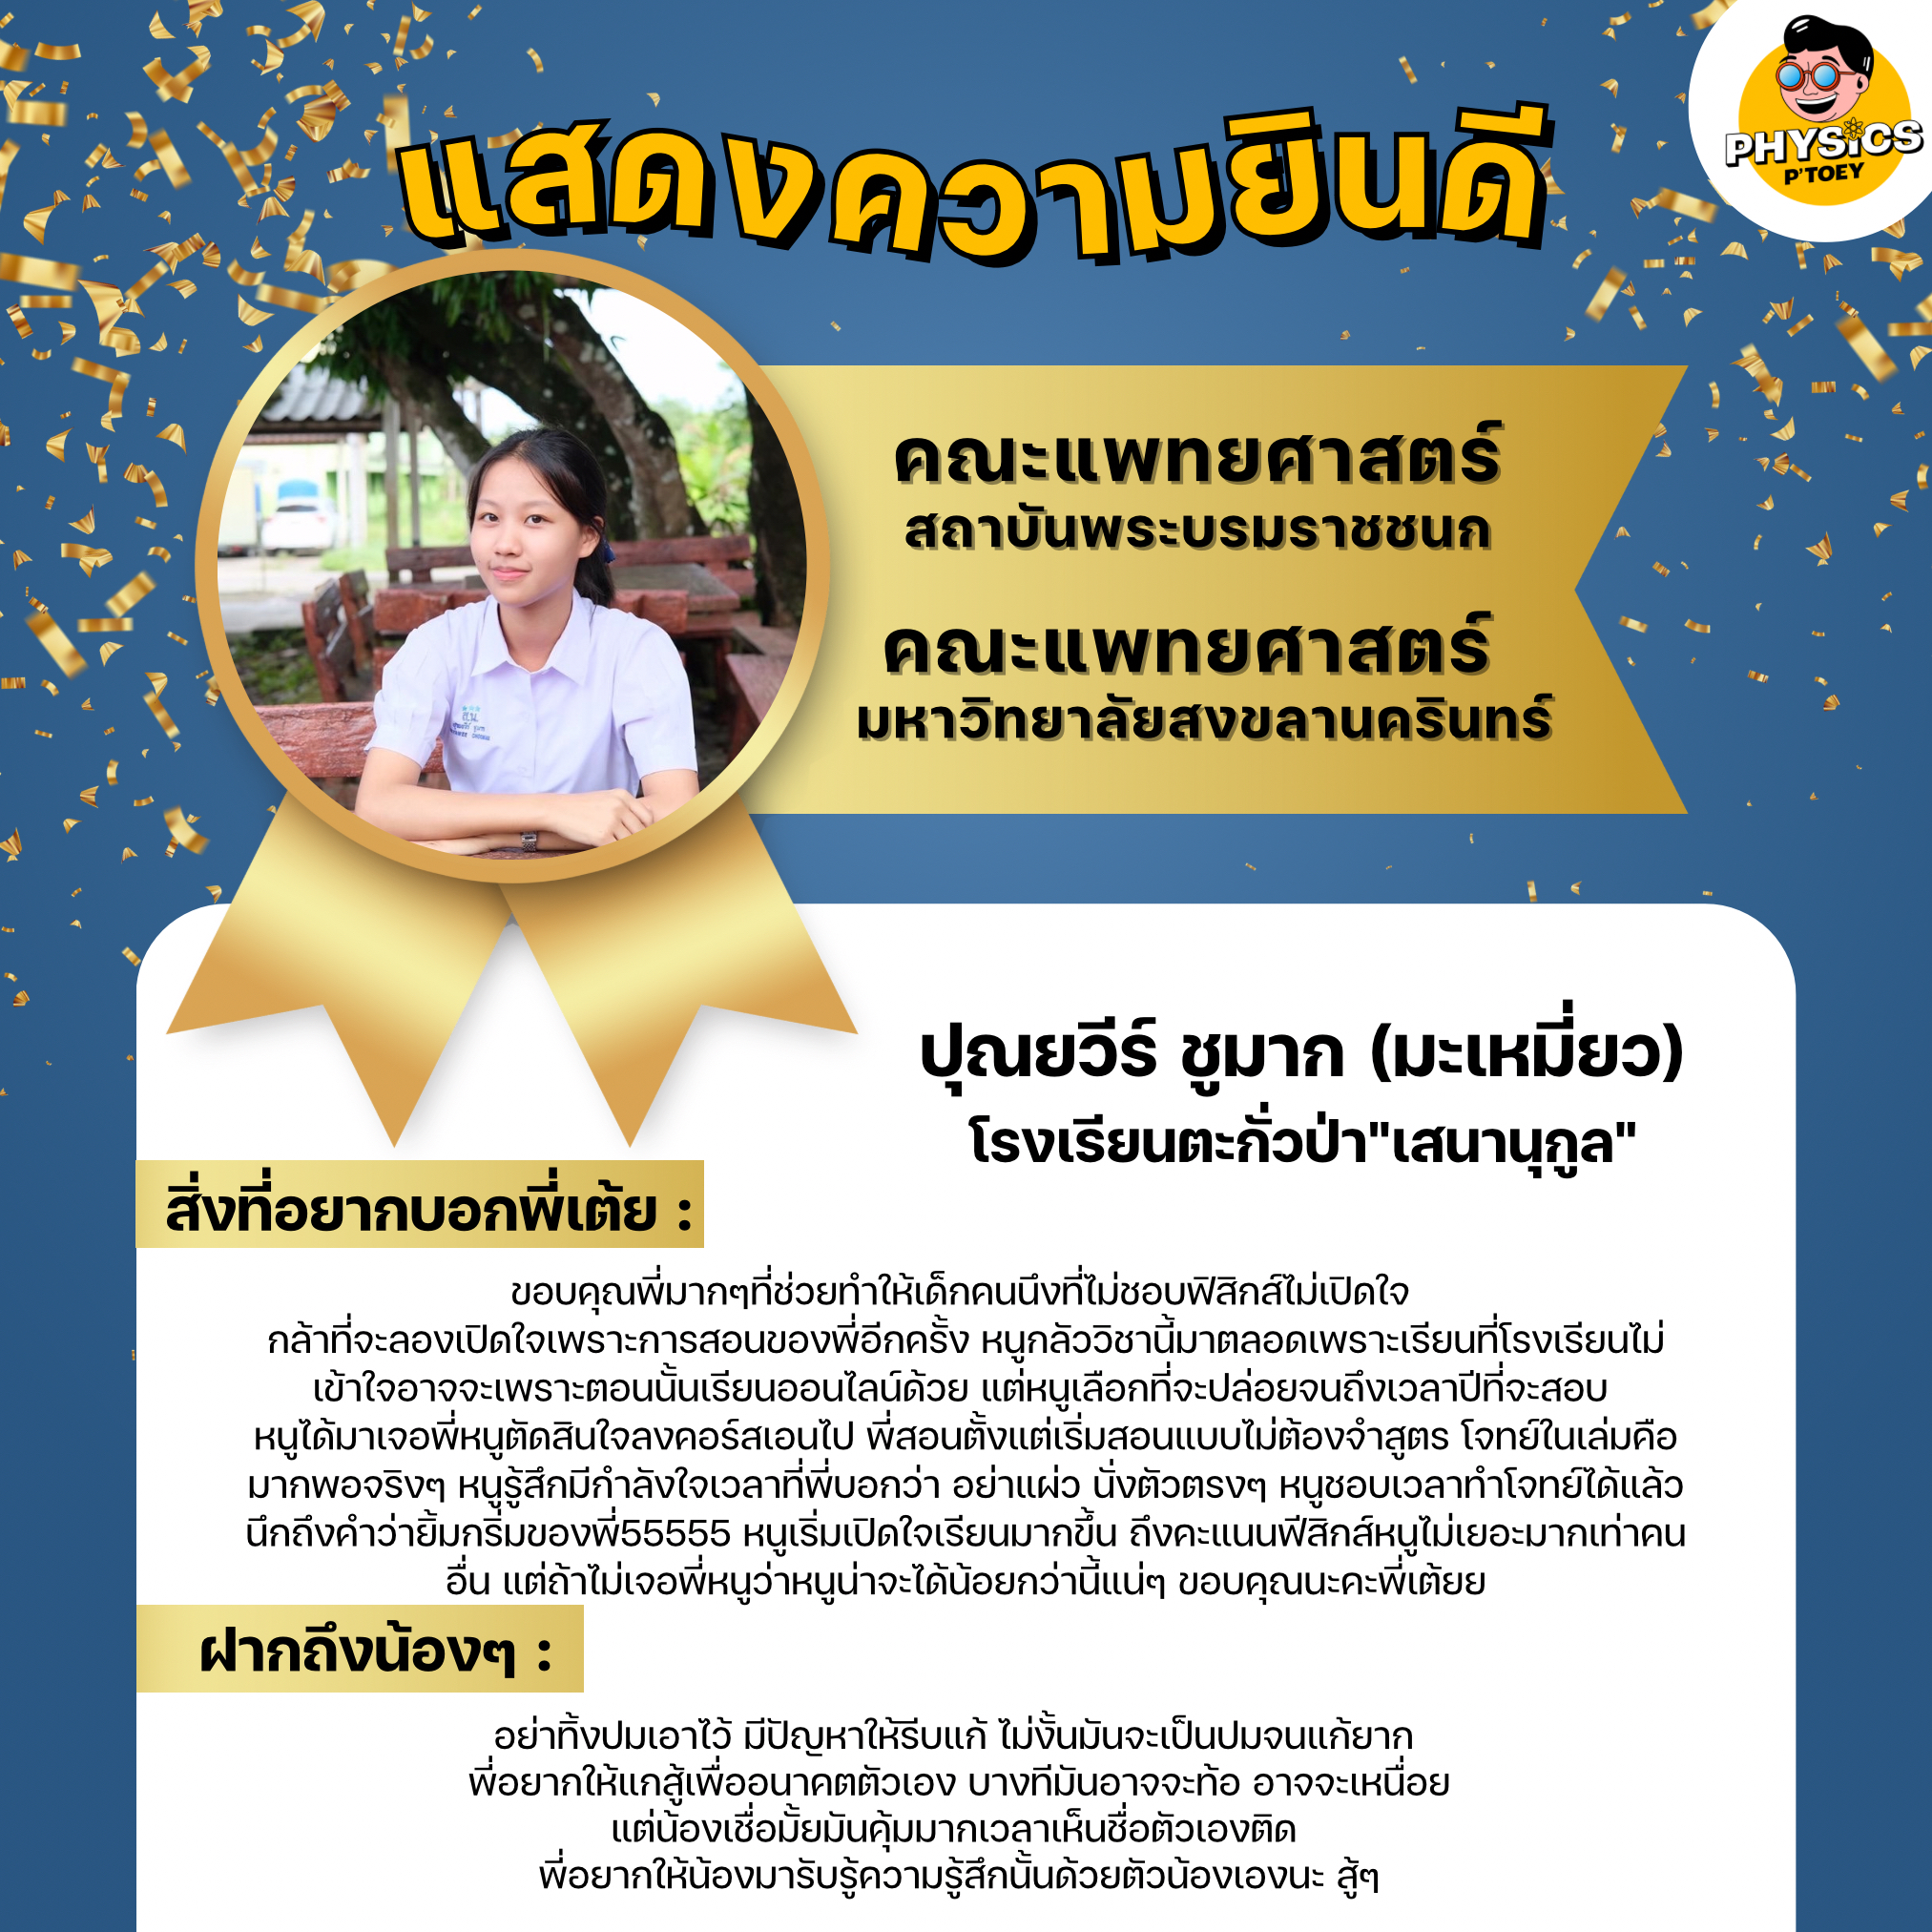 แสดงความยินดี
PHYSICS
P'TOEY
คณะแพทยศาสตร์
สถาบันพระบรมราชชนก
คณะแพทยศาสตร์
มหาวิทยาลัยสงขลานครินทร์
ส.น.
ปุณยวีร์ ชูมาก (มะเหมี่ยว)
โรงเรียนตะกั่วป่า"เสนานุกูล"
สิ่งที่อยากบอกพี่เต้ย :
ขอบคุณพี่มากๆที่ช่วยทำให้เด็กคนนึงที่ไม่ชอบฟิสิกส์ไม่เปิดใจ
กล้าที่จะลองเปิดใจเพราะการสอนของพี่อีกครั้ง หนูกลัววิชานี้มาตลอดเพราะเรียนที่โรงเรียนไม่
เข้าใจอาจจะเพราะตอนนั้นเรียนออนไลน์ด้วย แต่หนูเลือกที่จะปล่อยจนถึงเวลาปีที่จะสอบ
หนูได้มาเจอพี่หนูตัดสินใจลงคอร์สเอนไป พี่สอนตั้งแต่เริ่มสอนแบบไม่ต้องจำสูตร โจทย์ในเล่มคือ
มากพอจริงๆ หนูรู้สึกมีกำลังใจเวลาที่พี่บอกว่า อย่าแผ่ว นั่งตัวตรงๆ หนูชอบเวลาทำโจทย์ได้แล้ว
นึกถึงคำว่ายิ้มกริ่มของพี่55555 หนูเริ่มเปิดใจเรียนมากขึ้น ถึงคะแนนฟีสิกส์หนูไม่เยอะมากเท่าคน
อื่น แต่ถ้าไม่เจอพี่หนูว่าหนูน่าจะได้น้อยกว่านี้แน่ๆ ขอบคุณนะคะพี่เต้ยย
ฝากถึงน้องๆ :
อย่าทิ้งปมเอาไว้ มีปัญหาให้รีบแก้ ไม่งั้นมันจะเป็นปมจนแก้ยาก
พี่อยากให้แกสู้เพื่ออนาคตตัวเอง บางทีมันอาจจะท้อ อาจจะเหนื่อย
แต่น้องเชื่อมั้ยมันคุ้มมากเวลาเห็นชื่อตัวเองติด
พี่อยากให้น้องมารับรู้ความรู้สึกนั้นด้วยตัวน้องเองนะ สู้ๆ